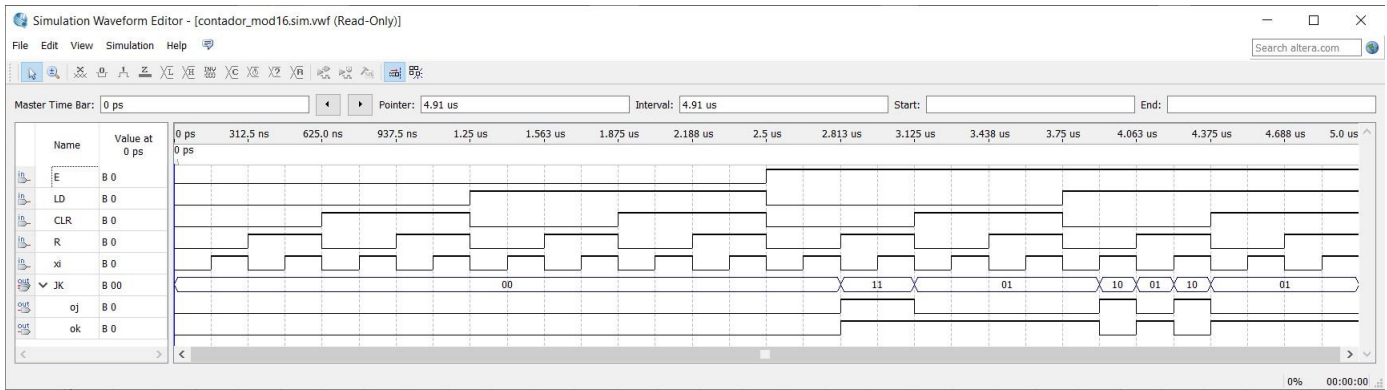 Simulation Waveform Editor - [contador_mod16.sim.vwf (Read-Only)]
File Edit View Simulation Help
Search altera.com
Master Time Bar: 0 ps Pointer: 4.91 us Interval: 4.91 us Start: End:
Name Value at 0 ps
0 ps 312.5 ns 625.0 ns 937.5 ns 1.25 us 1.563 us 1.875 us 2.188 us 2.5 us 2.813 us 3.125 us 3.438 us 3.75 us 4.063 us 4.375 us 4.688 us 5.0 us
0 ps
E B 0
LD B 0
CLR B 0
R B 0
xi B 0
JK B 00 00 11 01 10 01 10 01
oj B 0
ok B 0
0% 00:00:00